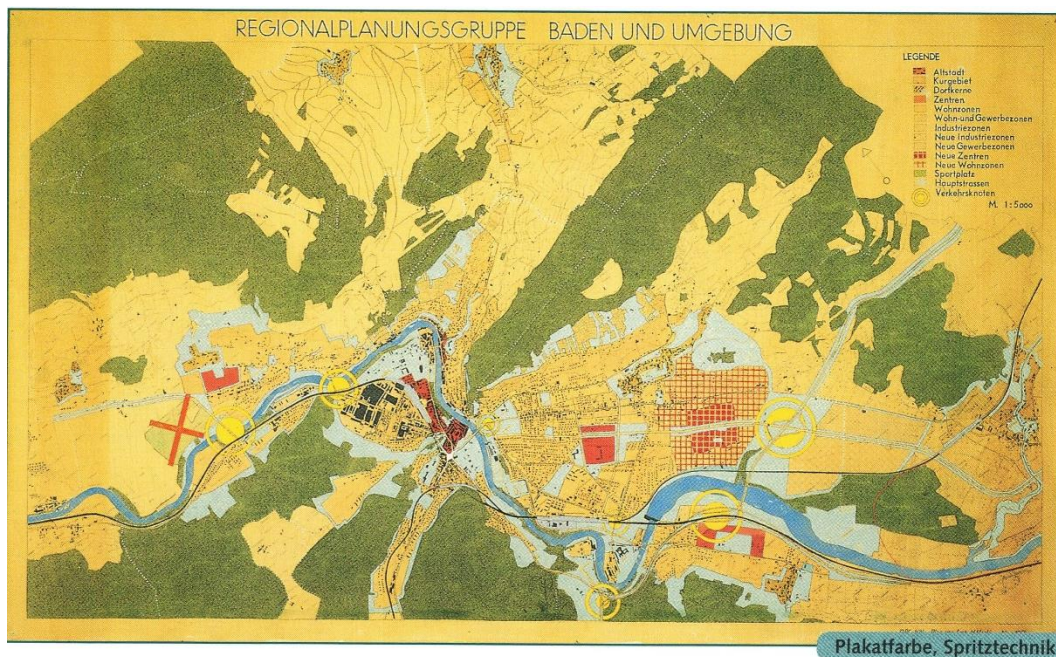 REGIONALPLANUNGSGRUPPE BADEN UND UMGEBUNG
LEGENDE
Altstadt
Kurgebiet
Dorfkerne
Zentren
Wohnzonen
Wohn-und Gewerbezonen
Industriezonen
Neue Industriezonen
Neue Gewerbezonen
Neue Zentren
Neue Wohnzonen
Sportplatz
Hauptstrassen
Verkehrsknoten
M. 1:5000
Plakatfarbe, Spritztechnik